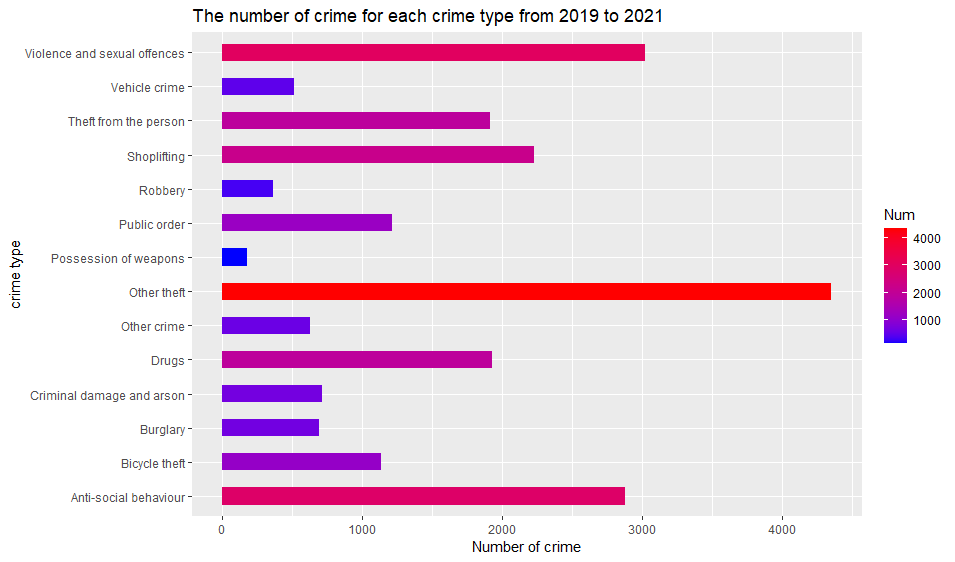 The number of crime for each crime type from 2019 to 2021
Violence and sexual offences
Vehicle crime
Theft from the person
Shoplifting
Robbery
Public order
Possession of weapons
Other theft
Other crime
Drugs
Criminal damage and arson
Burglary
Bicycle theft
Anti-social behaviour
crime type
0 1000 2000 3000 4000
Number of crime
Num
4000
3000
2000
1000